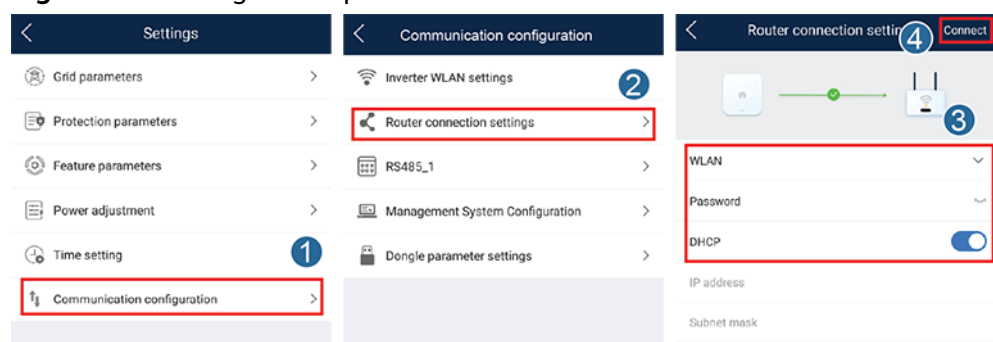 Settings
Grid parameters
Protection parameters
Feature parameters
Power adjustment
Time setting
1
Communication configuration
Communication configuration
Inverter WLAN settings
2
Router connection settings
RS485_1
Management System Configuration
Dongle parameter settings
Router connection settin
4
Connect
3
WLAN
Password
DHCP
IP address
Subnet mask